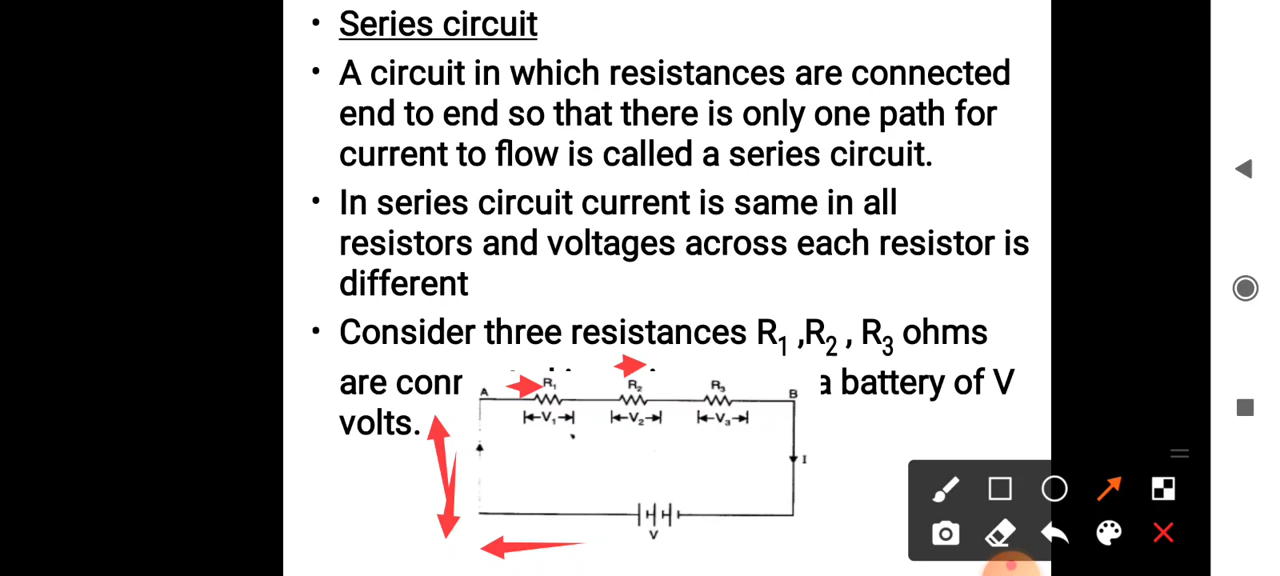 • Series circuit
• A circuit in which resistances are connected
end to end so that there is only one path for
current to flow is called a series circuit.
• In series circuit current is same in all
resistors and voltages across each resistor is
different
• Consider three resistances R₁ ,R₂ , R₃ ohms
are a battery of V
volts.
A R₁ R₂ R₃ B
V₁ V₂ V₃
I
V